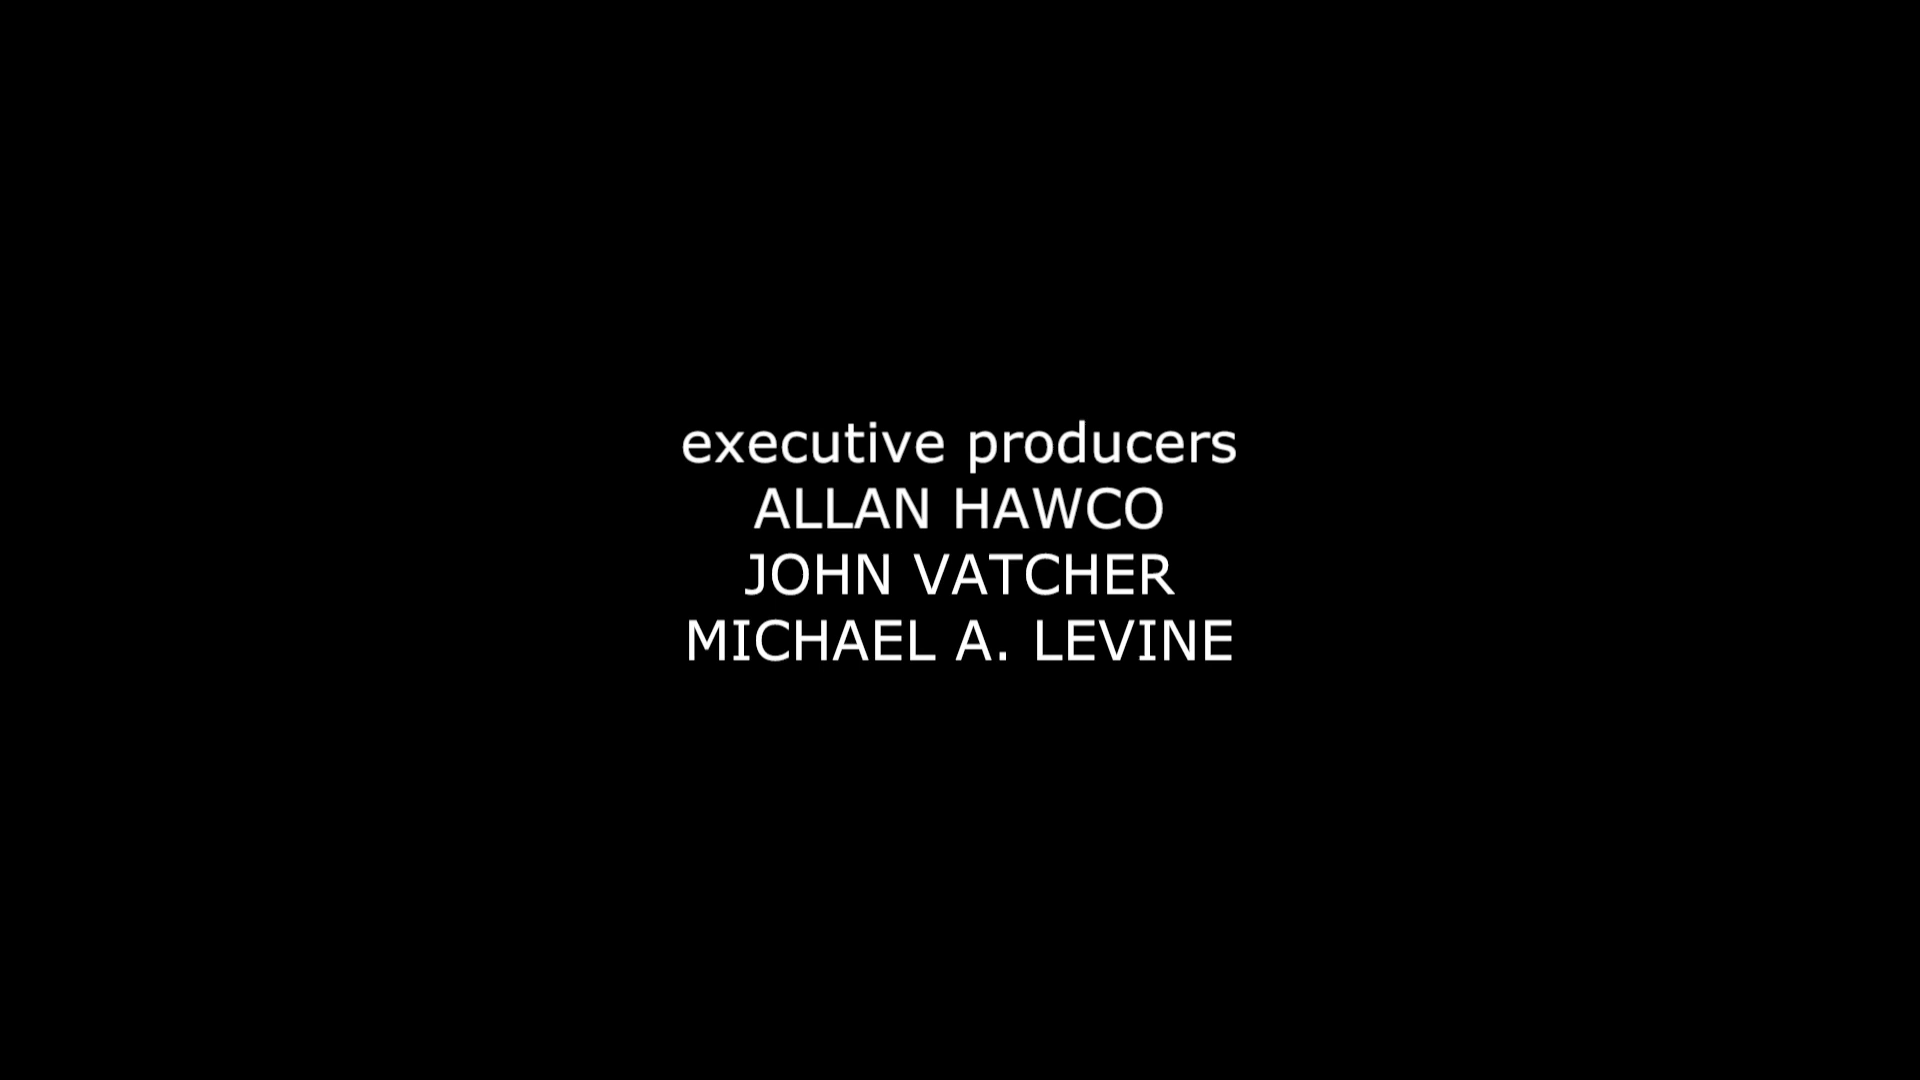 executive producers
ALLAN HAWCO
JOHN VATCHER
MICHAEL A. LEVINE